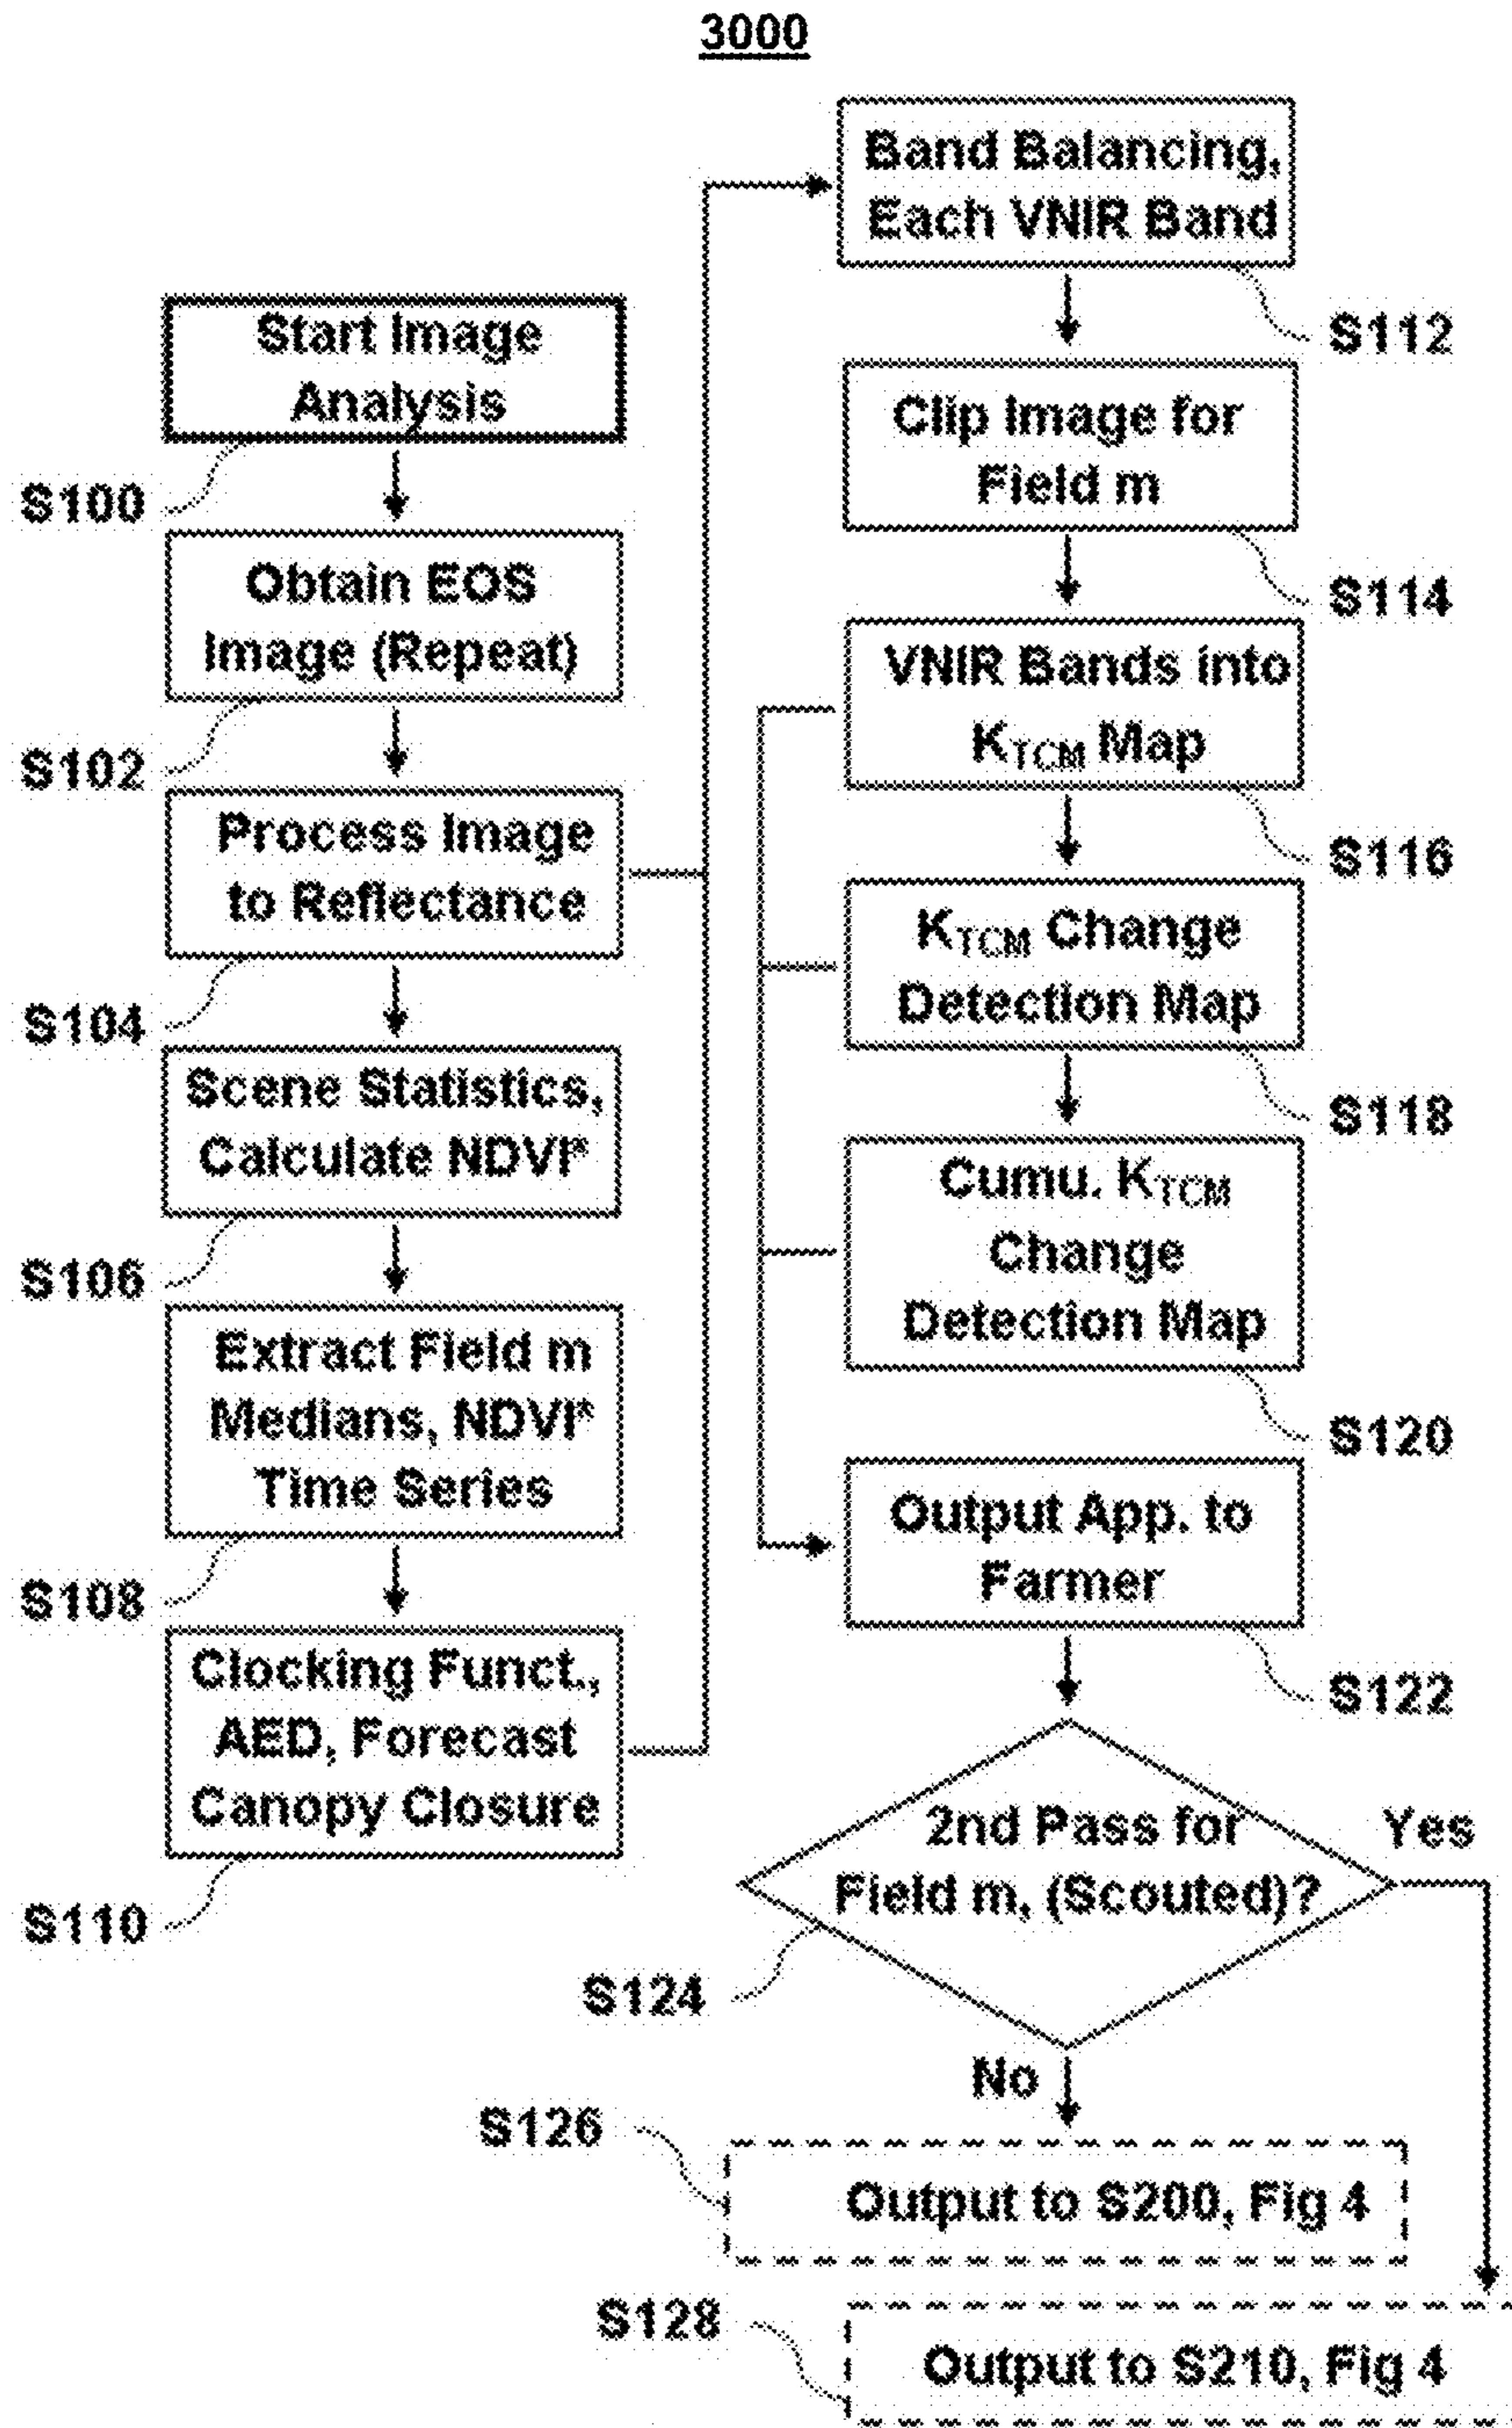 3000
Start Image
Analysis
S100
Obtain EOS
Image (Repeat)
S102
Process Image
to Reflectance
S104
Scene Statistics,
Calculate NDVI*
S106
Extract Field m
Medians, NDVI*
Time Series
S108
Clocking Funct.,
AED, Forecast
Canopy Closure
S110
Band Balancing,
Each VNIR Band
S112
Clip Image for
Field m
S114
VNIR Bands into
KTCM Map
S116
KTCM Change
Detection Map
S118
Cumu. KTCM
Change
Detection Map
S120
Output App. to
Farmer
S122
2nd Pass for
Field m, (Scouted)?
Yes
S124
No
S126
Output to S200, Fig 4
S128
Output to S210, Fig 4